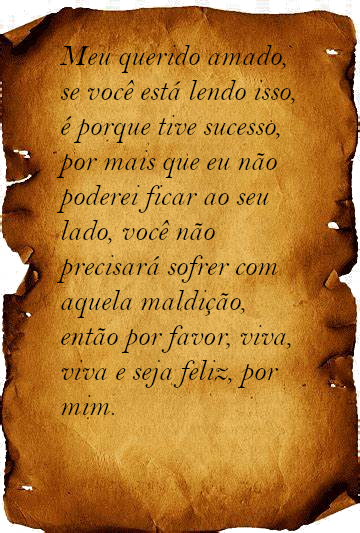 Meu querido amado,
se você está lendo isso,
é porque tive sucesso,
por mais que eu não
poderei ficar ao seu
lado, você não
precisará sofrer com
aquela maldição,
então por favor, viva,
viva e seja feliz, por
mim.